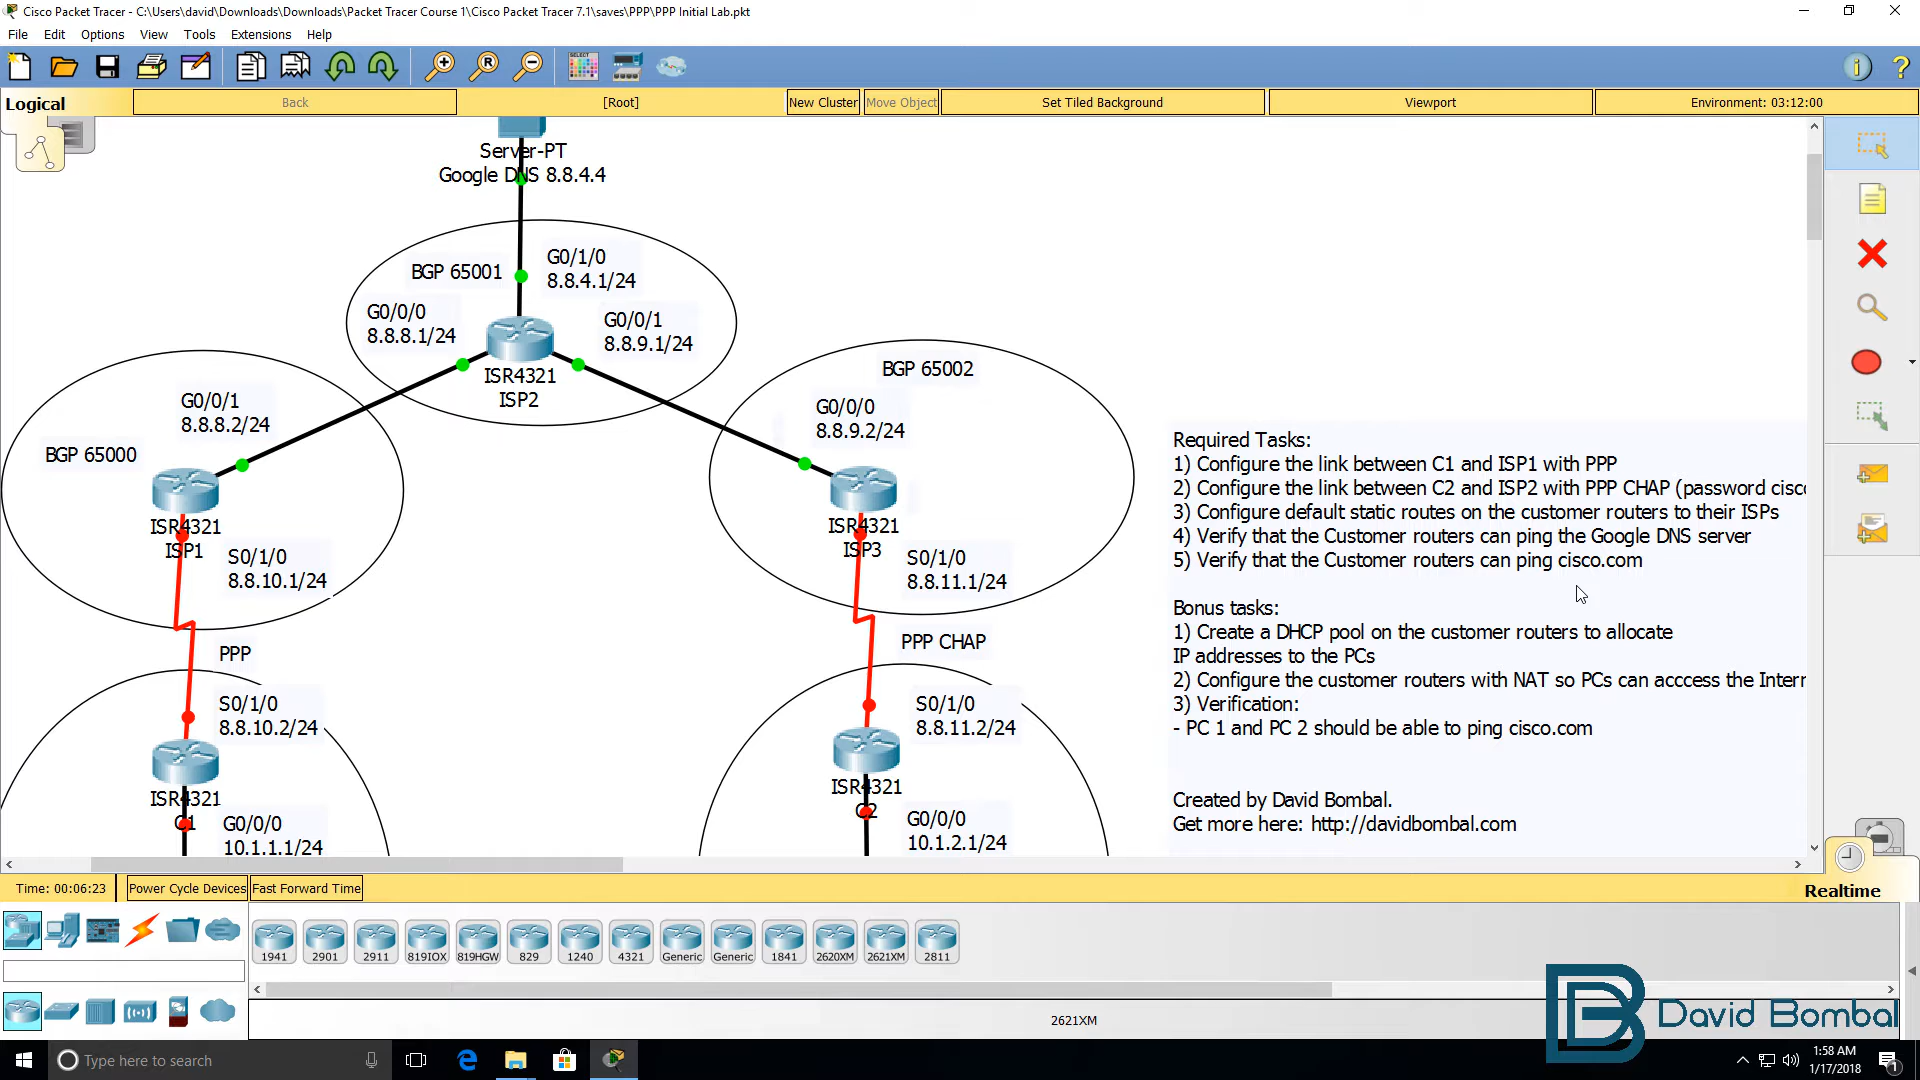 Cisco Packet Tracer - C:\Users\david\Downloads\Downloads\Packet Tracer Course 1\Cisco Packet Tracer 7.1\saves\PPP\PPP Initial Lab.pkt
File Edit Options View Tools Extensions Help
Logical Back [Root] New Cluster Move Object Set Tiled Background Viewport Environment: 03:12:00
Server-PT
Google DNS 8.8.4.4
BGP 65001
G0/1/0
8.8.4.1/24
G0/0/0
8.8.8.1/24
G0/0/1
8.8.9.1/24
ISR4321
ISP2
BGP 65000
G0/0/1
8.8.8.2/24
ISR4321
ISP1
S0/1/0
8.8.10.1/24
PPP
S0/1/0
8.8.10.2/24
ISR4321
C1
G0/0/0
10.1.1.1/24
BGP 65002
G0/0/0
8.8.9.2/24
ISR4321
ISP3
S0/1/0
8.8.11.1/24
PPP CHAP
S0/1/0
8.8.11.2/24
ISR4321
C2
G0/0/0
10.1.2.1/24
Required Tasks:
1) Configure the link between C1 and ISP1 with PPP
2) Configure the link between C2 and ISP2 with PPP CHAP (password cisc
3) Configure default static routes on the customer routers to their ISPs
4) Verify that the Customer routers can ping the Google DNS server
5) Verify that the Customer routers can ping cisco.com
Bonus tasks:
1) Create a DHCP pool on the customer routers to allocate
IP addresses to the PCs
2) Configure the customer routers with NAT so PCs can acccess the Interr
3) Verification:
- PC 1 and PC 2 should be able to ping cisco.com
Created by David Bombal.
Get more here: http://davidbombal.com
Time: 00:06:23 Power Cycle Devices Fast Forward Time
Realtime
1941 2901 2911 819IOX 819HGW 829 1240 4321 Generic Generic 1841 2620XM 2621XM 2811
2621XM
David Bombal
Type here to search
1:58 AM
1/17/2018
1